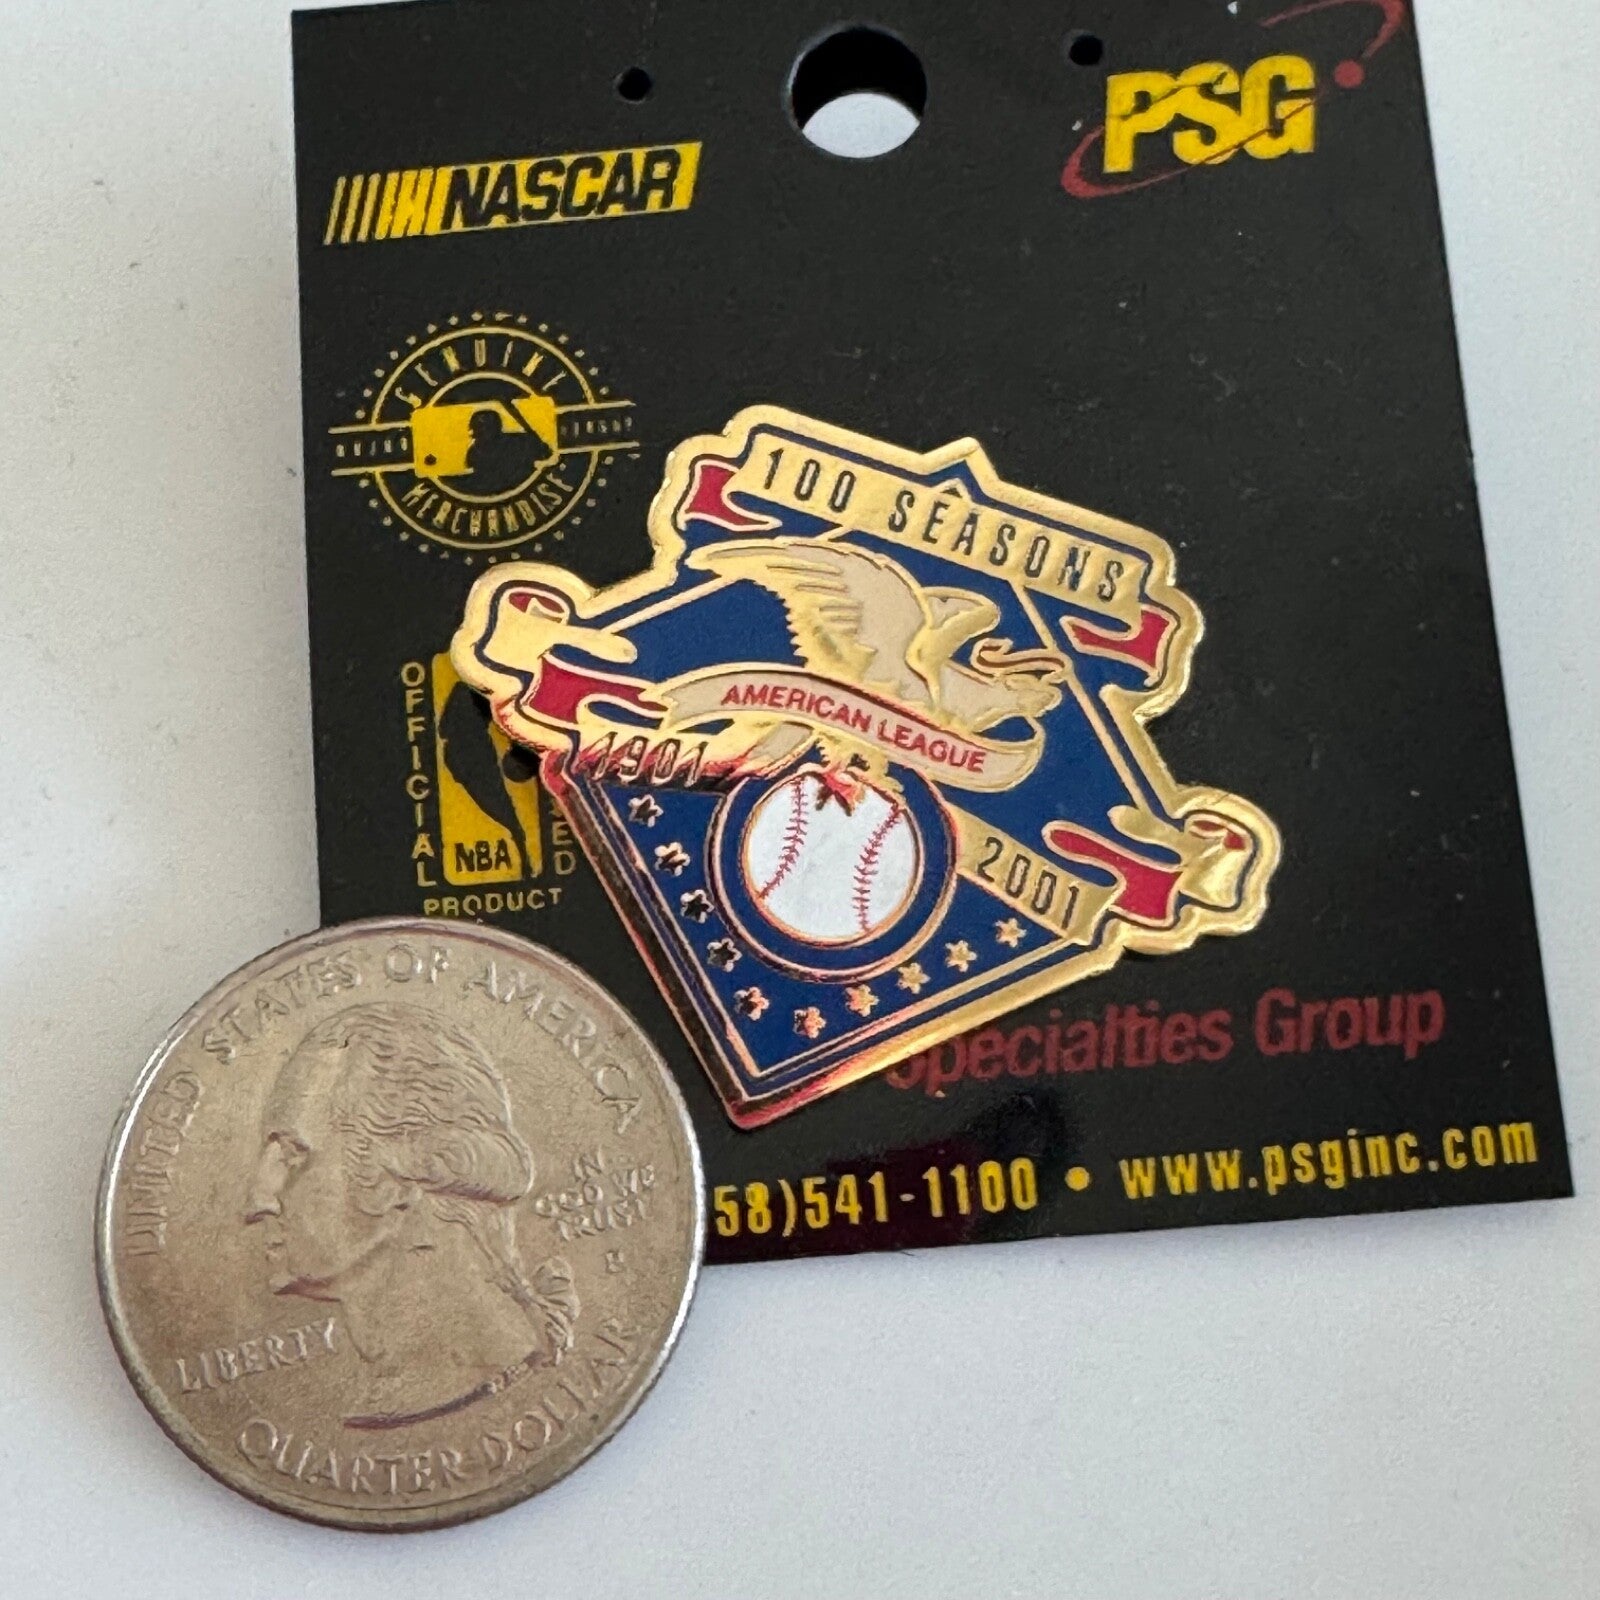 NASCAR
PSG
GENUINE
MERCHANDISE
100 SEASONS
AMERICAN LEAGUE
1901
2001
OFFICIAL
NBA
PRODUCT
Specialties Group
58)541-1100 • www.psginc.com
UNITED STATES OF AMERICA
IN
GOD WE
TRUST
LIBERTY
QUARTER DOLLAR